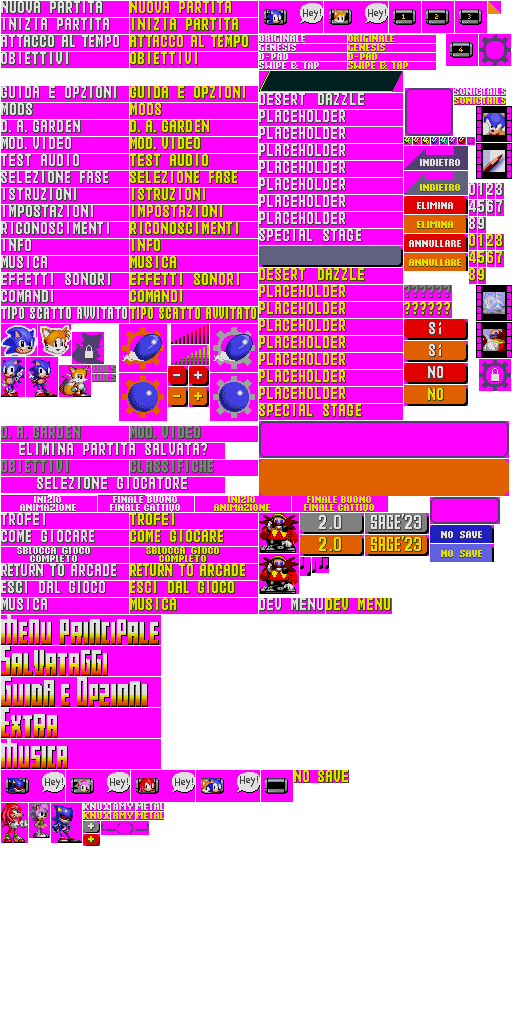 NUOVA PARTITA NUOVA PARTITA Hey! Hey! 1 2 3
INIZIA PARTITA INIZIA PARTITA
ATTACCO AL TEMPO ATTACCO AL TEMPO ORIGINALE ORIGINALE
GENESIS GENESIS 4
OBIETTIVI OBIETTIVI D-PAD D-PAD
SWIPE & TAP SWIPE & TAP
GUIDA E OPZIONI GUIDA E OPZIONI SONIC TAILS
DESERT DAZZLE SONIC TAILS
MODS MODS PLACEHOLDER
D. A. GARDEN D. A. GARDEN PLACEHOLDER
MOD. VIDEO MOD. VIDEO PLACEHOLDER
TEST AUDIO TEST AUDIO PLACEHOLDER INDIETRO
SELEZIONE FASE SELEZIONE FASE PLACEHOLDER INDIETRO 0123
ISTRUZIONI ISTRUZIONI PLACEHOLDER ELIMINA 4567
IMPOSTAZIONI IMPOSTAZIONI PLACEHOLDER ELIMINA 89
RICONOSCIMENTI RICONOSCIMENTI SPECIAL STAGE ANNULLARE 0123
INFO INFO ANNULLARE 4567
MUSICA MUSICA 89
EFFETTI SONORI EFFETTI SONORI DESERT DAZZLE
COMANDI COMANDI PLACEHOLDER ??????
TIPO SCATTO AVVITATO TIPO SCATTO AVVITATO PLACEHOLDER ??????
PLACEHOLDER SÌ
PLACEHOLDER SÌ
PLACEHOLDER NO
PLACEHOLDER NO
PLACEHOLDER
SPECIAL STAGE
D. A. GARDEN MOD. VIDEO
ELIMINA PARTITA SALVATA?
OBIETTIVI CLASSIFICHE
SELEZIONE GIOCATORE
INIZIO ANIMAZIONE FINALE BUONO FINALE CATTIVO INIZIO ANIMAZIONE FINALE BUONO FINALE CATTIVO
TROFEI TROFEI 2.0 SAGE'23
COME GIOCARE COME GIOCARE 2.0 SAGE'23 NO SAVE
SBLOCCA GIOCO COMPLETO SBLOCCA GIOCO COMPLETO NO SAVE
RETURN TO ARCADE RETURN TO ARCADE
ESCI DAL GIOCO ESCI DAL GIOCO
MUSICA MUSICA DEV MENU DEV MENU
MENU PRINCIPALE
SALVATAGGI
GUIDA E OPZIONI
EXTRA
MUSICA
Hey! Hey! Hey! Hey! NO SAVE
KNUX AMY METAL
KNUX AMY METAL